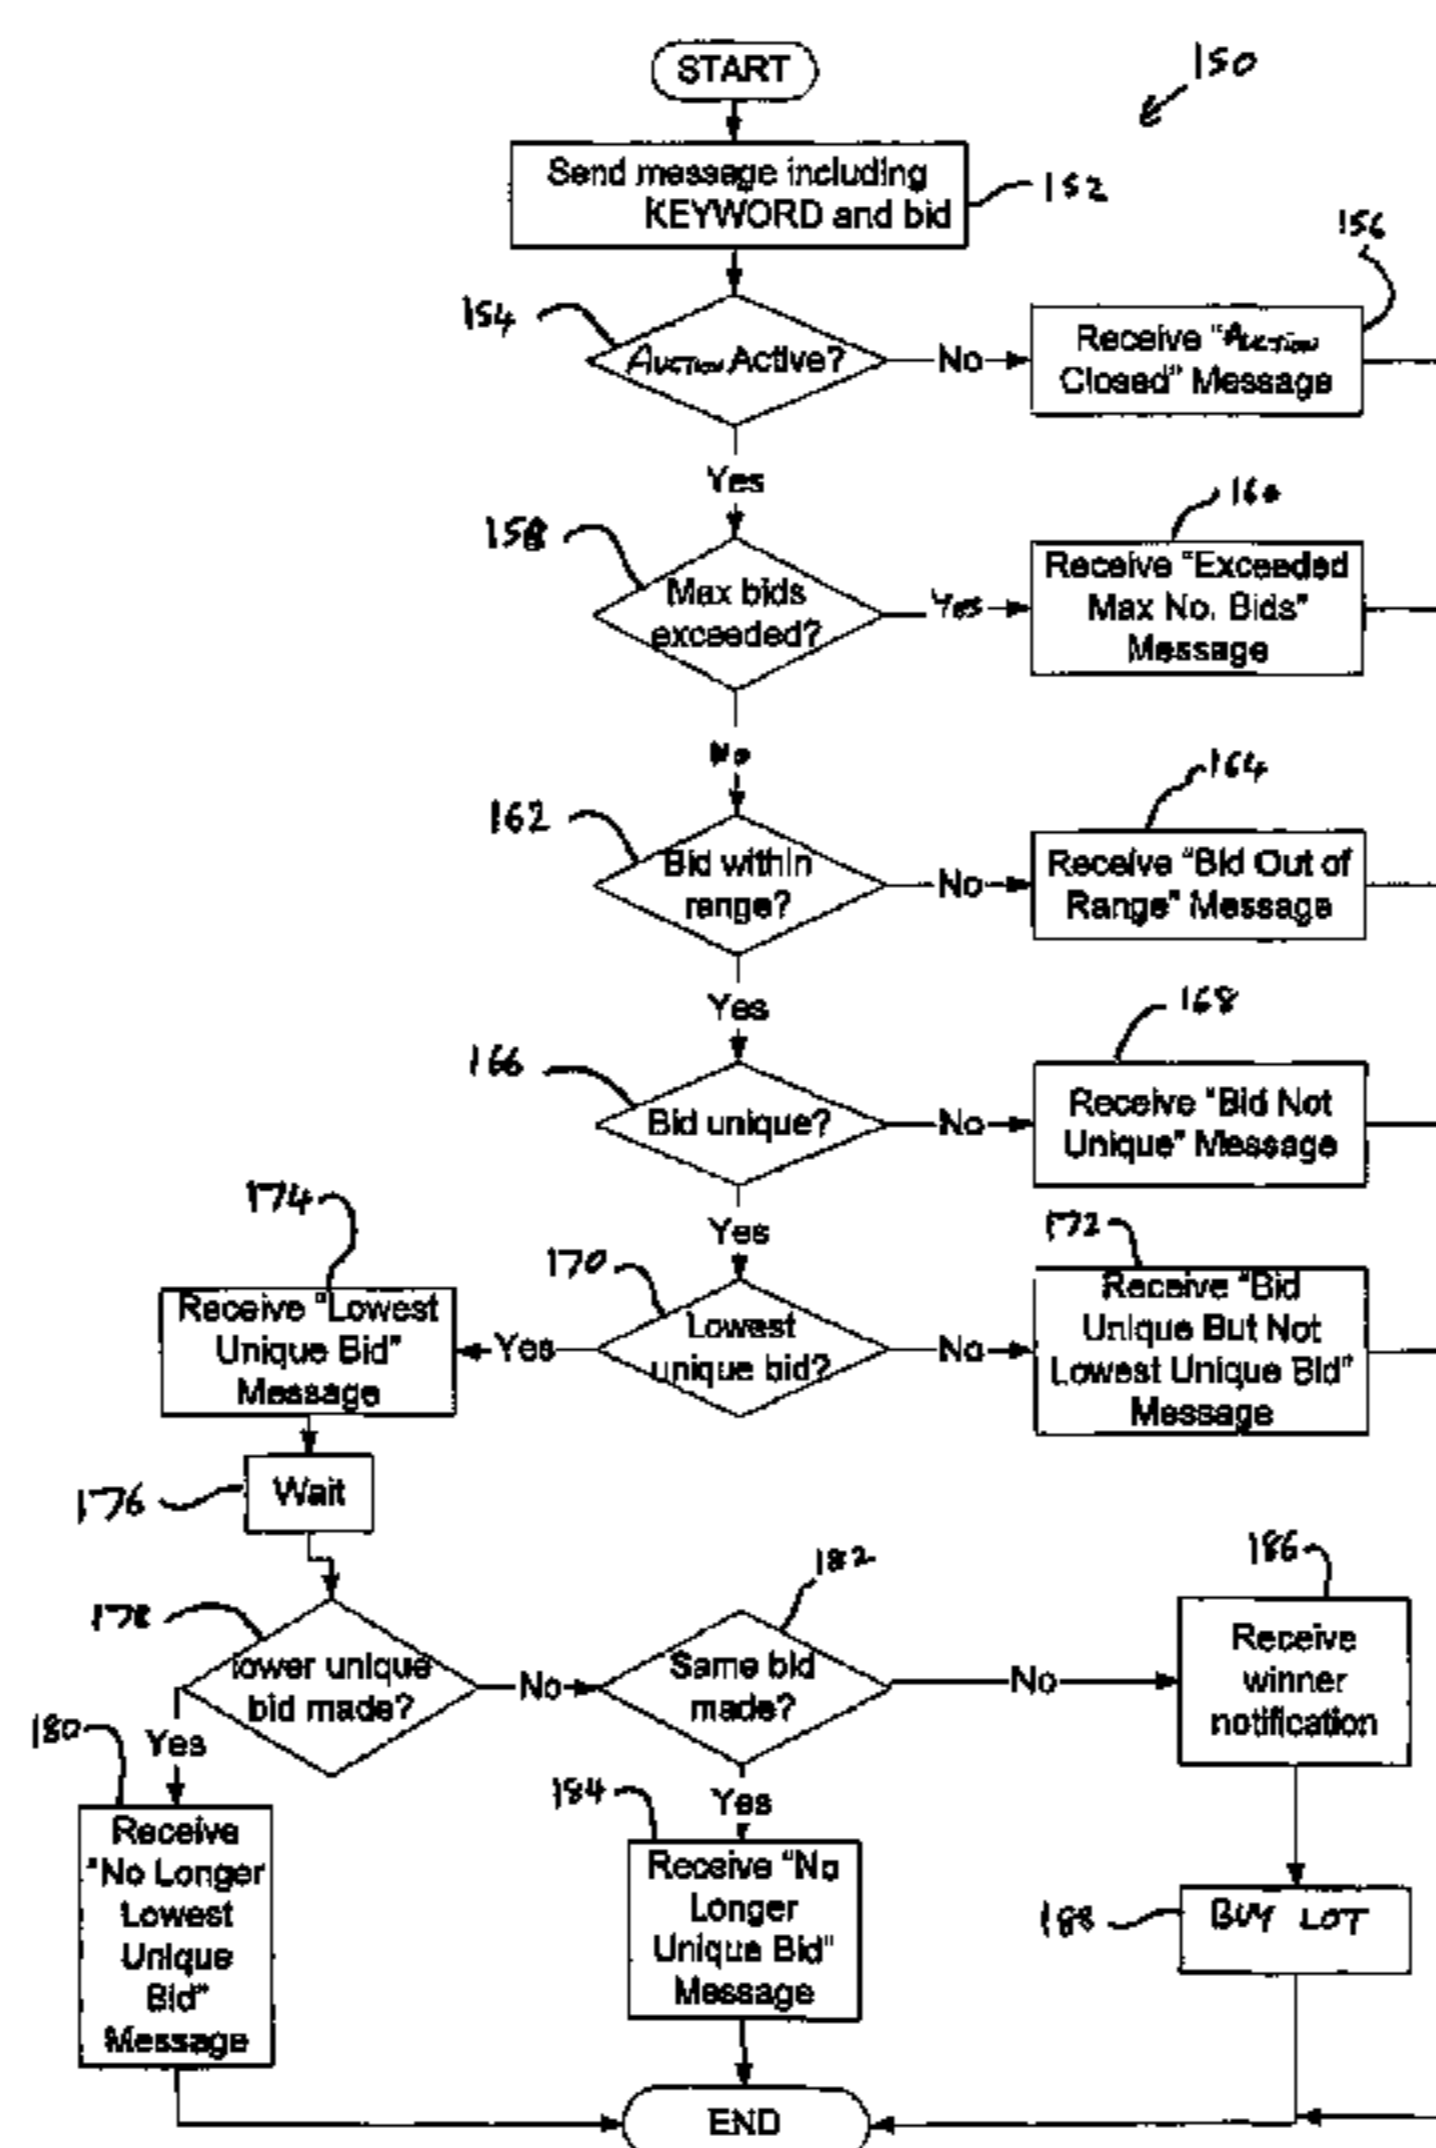 START
150
Send message including
KEYWORD and bid
152
154
AUCTION Active?
No
Receive "Auction
Closed" Message
156
Yes
158
Max bids
exceeded?
Yes
Receive "Exceeded
Max No. Bids"
Message
160
No
162
Bid within
range?
No
Receive "Bid Out of
Range" Message
164
Yes
166
Bid unique?
No
Receive "Bid Not
Unique" Message
168
Yes
170
Lowest
unique bid?
No
Receive "Bid
Unique But Not
Lowest Unique Bid"
Message
172
Yes
174
Receive "Lowest
Unique Bid"
Message
176
Wait
178
lower unique
bid made?
No
182
Same bid
made?
No
186
Receive
winner
notification
Yes
180
Receive
"No Longer
Lowest
Unique
Bid"
Message
Yes
184
Receive "No
Longer
Unique Bid"
Message
188
BUY LOT
END